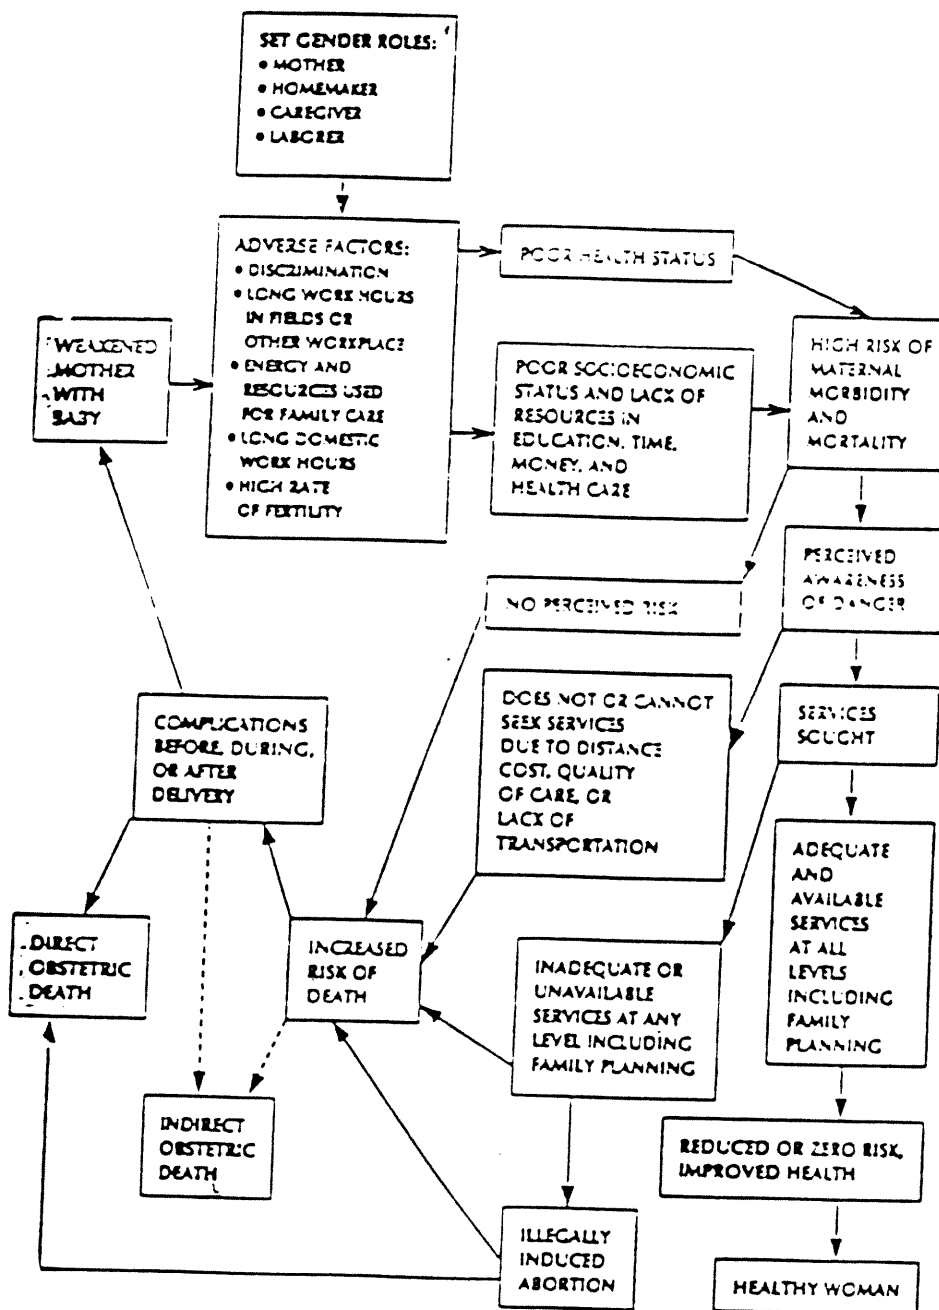 SET GENDER ROLES:
• MOTHER
• HOMEMAKER
• CAREGIVER
• LABORER
ADVERSE FACTORS:
• DISCRIMINATION
• LONG WORK HOURS
IN FIELDS OR
OTHER WORKPLACE
• ENERGY AND
RESOURCES USED
FOR FAMILY CARE
• LONG DOMESTIC
WORK HOURS
• HIGH RATE
OF FERTILITY
POOR HEALTH STATUS
WEAKENED
MOTHER
WITH
BABY
POOR SOCIOECONOMIC
STATUS AND LACK OF
RESOURCES IN
EDUCATION, TIME,
MONEY, AND
HEALTH CARE
HIGH RISK OF
MATERNAL
MORBIDITY
AND
MORTALITY
NO PERCEIVED RISK
PERCEIVED
AWARENESS
OF DANGER
COMPLICATIONS
BEFORE, DURING,
OR AFTER
DELIVERY
DOES NOT OR CANNOT
SEEK SERVICES
DUE TO DISTANCE
COST, QUALITY
OF CARE, OR
LACK OF
TRANSPORTATION
SERVICES
SOUGHT
ADEQUATE
AND
AVAILABLE
SERVICES
AT ALL
LEVELS
INCLUDING
FAMILY
PLANNING
DIRECT
OBSTETRIC
DEATH
INCREASED
RISK OF
DEATH
INADEQUATE OR
UNAVAILABLE
SERVICES AT ANY
LEVEL INCLUDING
FAMILY PLANNING
INDIRECT
OBSTETRIC
DEATH
REDUCED OR ZERO RISK,
IMPROVED HEALTH
ILLEGALLY
INDUCED
ABORTION
HEALTHY WOMAN